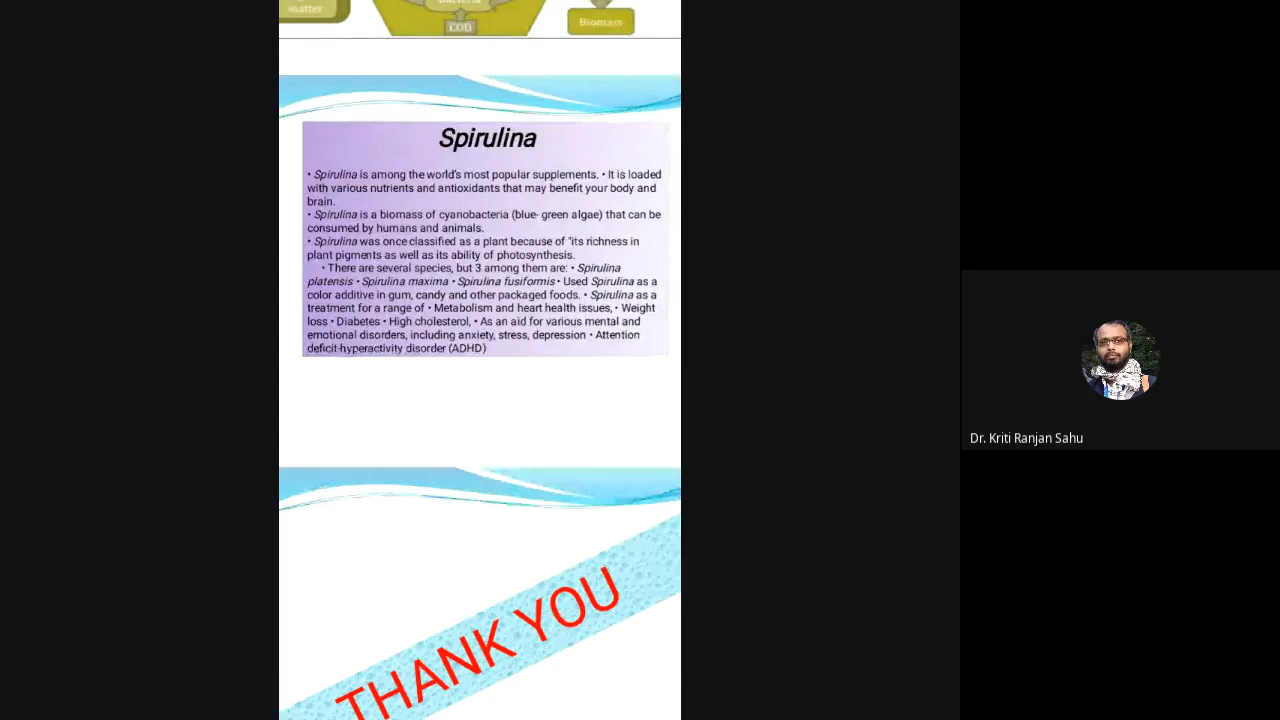 matter
bacteria
COD
Biomass
Spirulina
• Spirulina is among the world's most popular supplements. • It is loaded
with various nutrients and antioxidants that may benefit your body and
brain.
• Spirulina is a biomass of cyanobacteria (blue- green algae) that can be
consumed by humans and animals.
• Spirulina was once classified as a plant because of "its richness in
plant pigments as well as its ability of photosynthesis.
• There are several species, but 3 among them are: • Spirulina
platensis • Spirulina maxima • Spirulina fusiformis • Used Spirulina as a
color additive in gum, candy and other packaged foods. • Spirulina as a
treatment for a range of • Metabolism and heart health issues, • Weight
loss • Diabetes • High cholesterol, • As an aid for various mental and
emotional disorders, including anxiety, stress, depression • Attention
deficit-hyperactivity disorder (ADHD)
THANK YOU
Dr. Kriti Ranjan Sahu